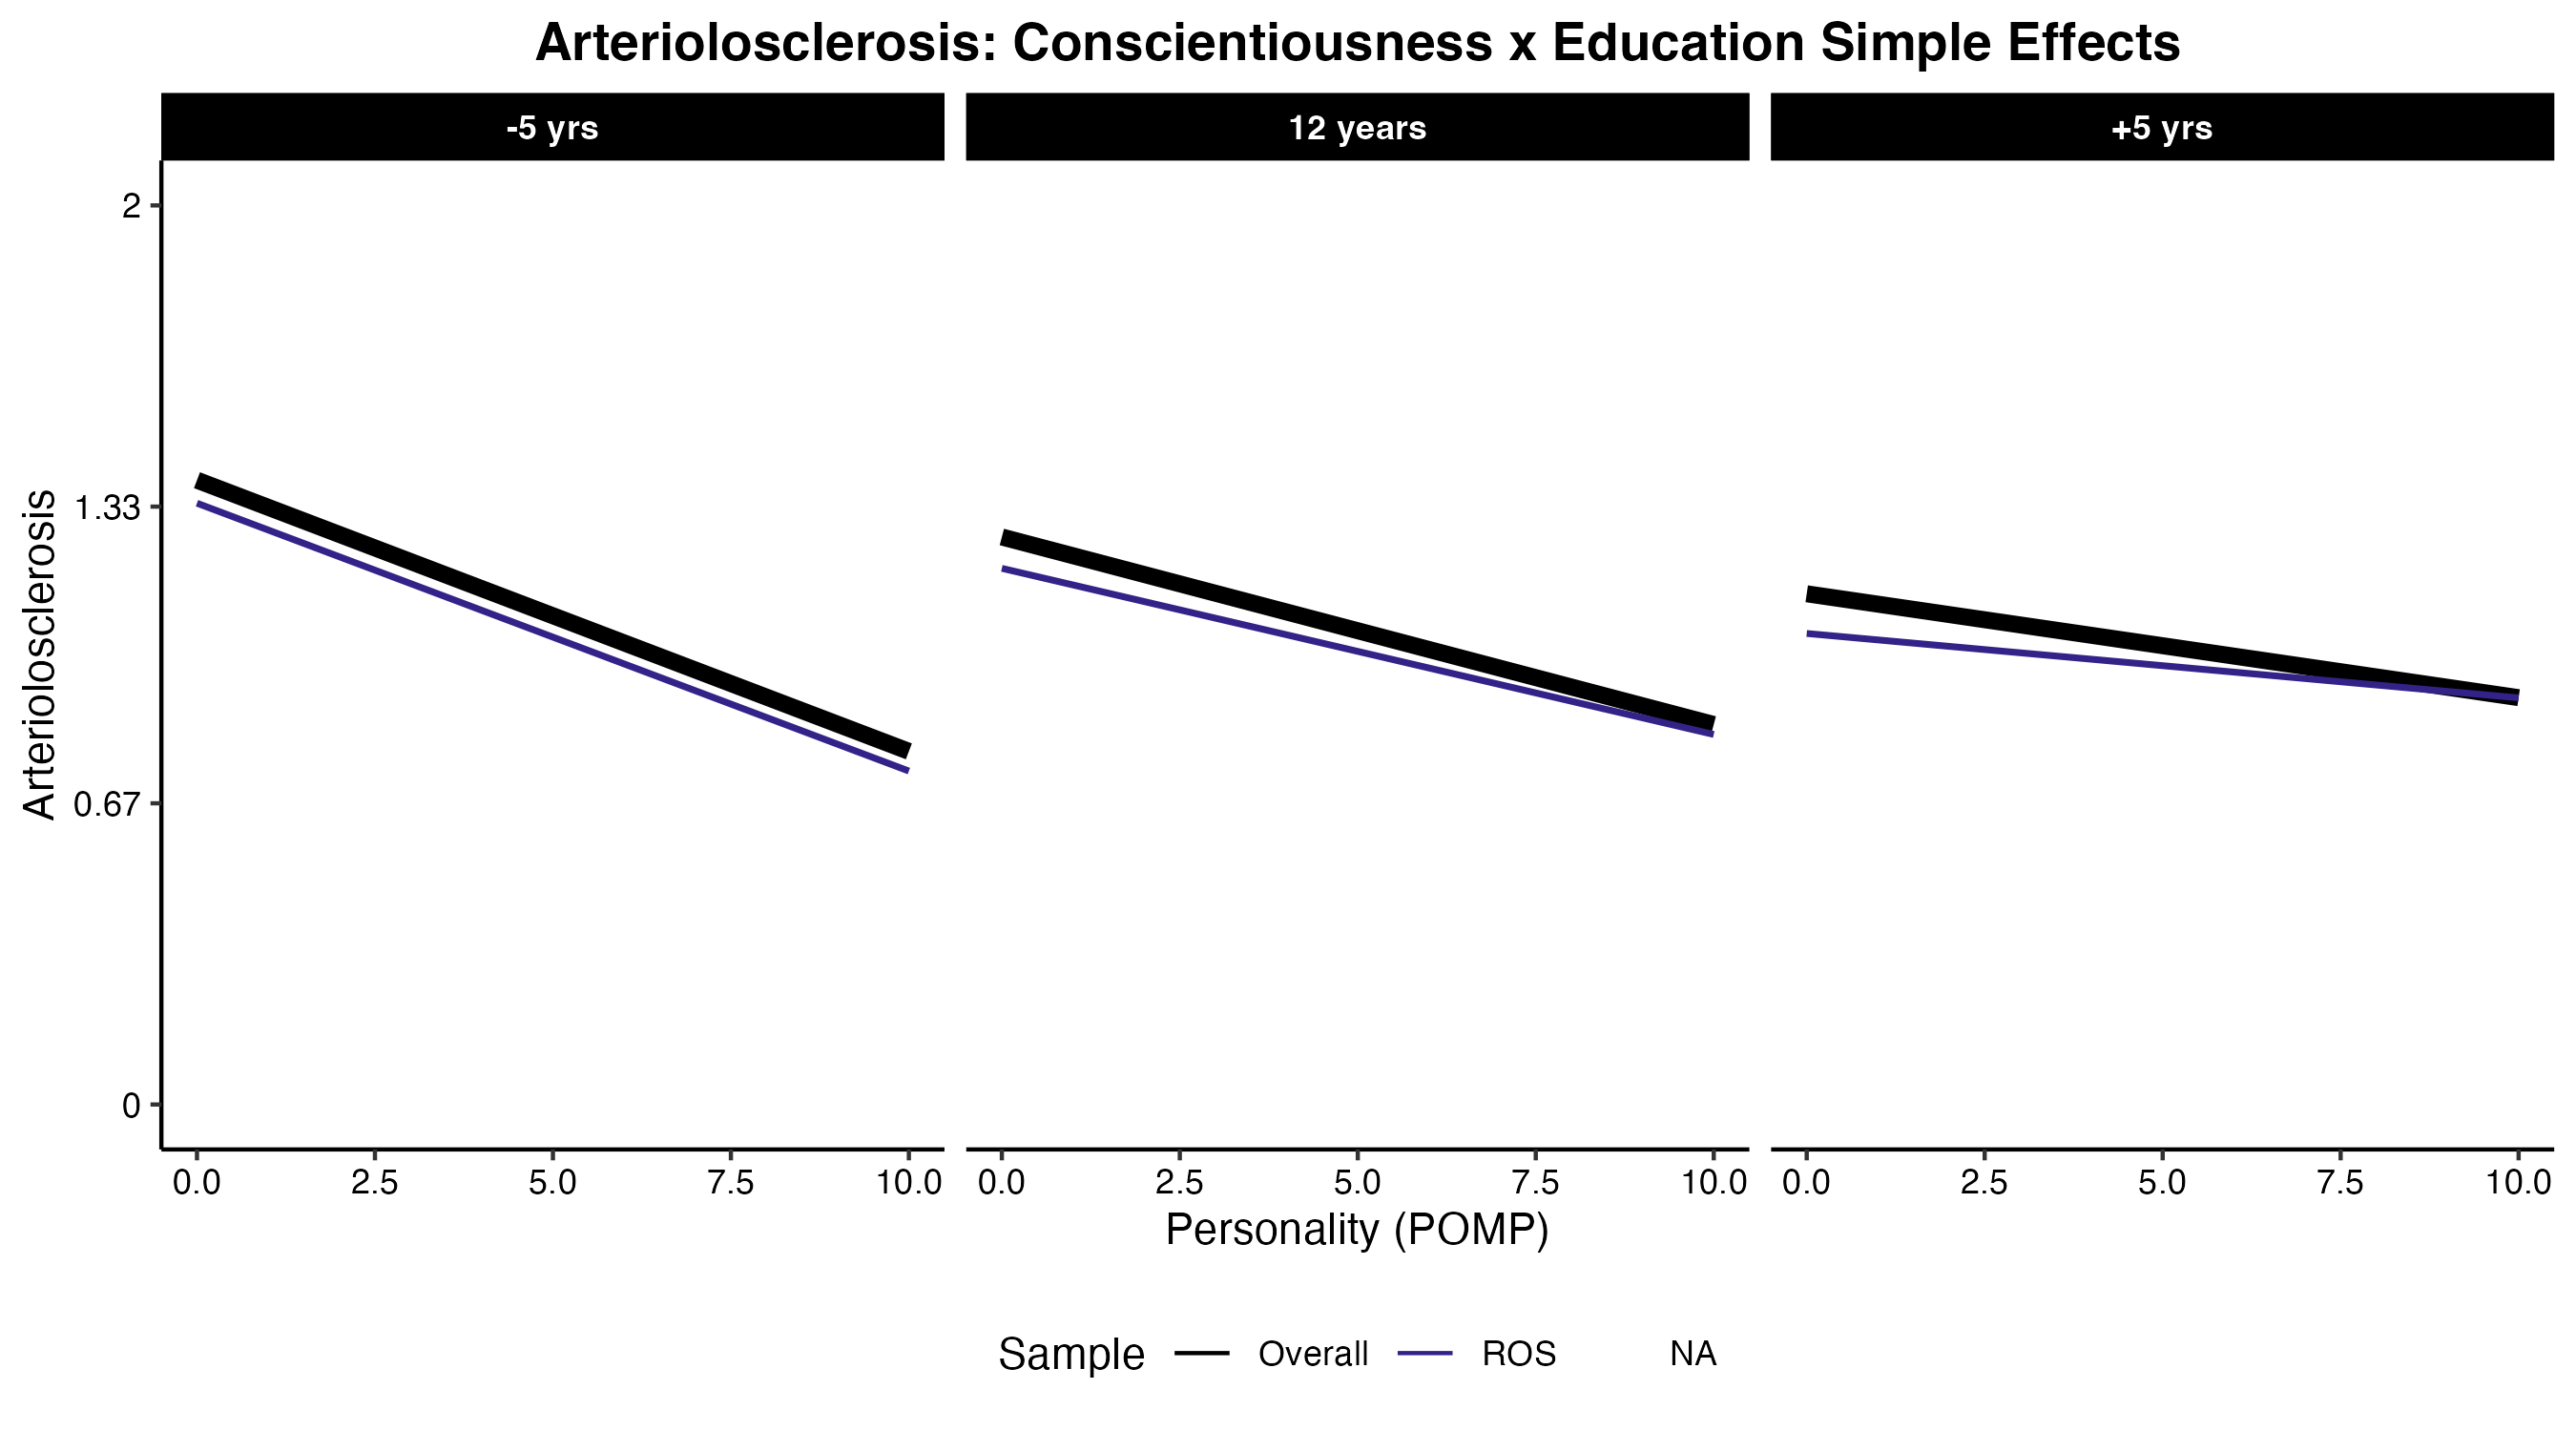 Arteriolosclerosis: Conscientiousness x Education Simple Effects
-5 yrs 12 years +5 yrs
Arteriolosclerosis
2
1.33
0.67
0
0.0 2.5 5.0 7.5 10.0 0.0 2.5 5.0 7.5 10.0 0.0 2.5 5.0 7.5 10.0
Personality (POMP)
Sample Overall ROS NA